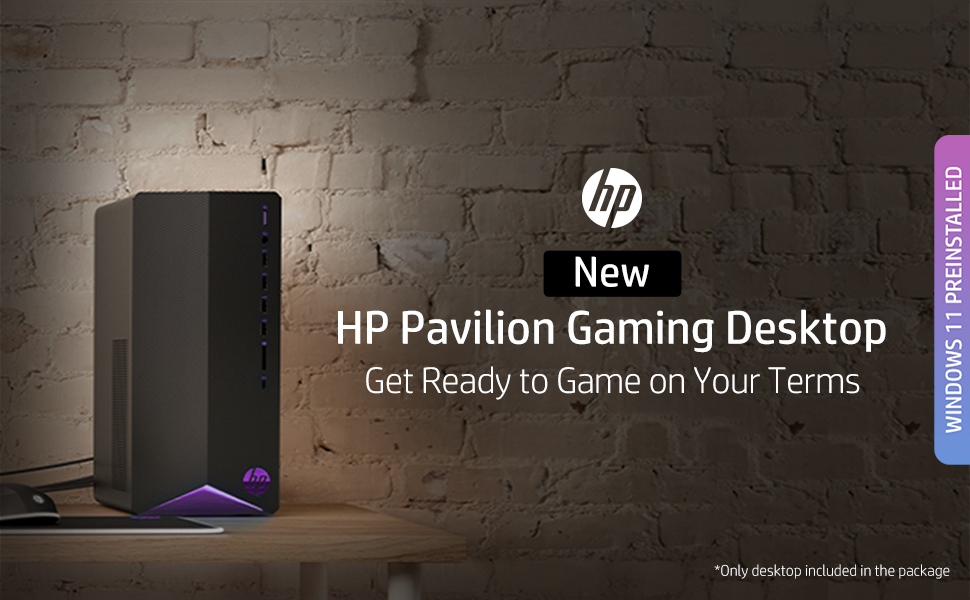 hp
New
HP Pavilion Gaming Desktop
Get Ready to Game on Your Terms
WINDOWS 11 PREINSTALLED
hp
*Only desktop included in the package